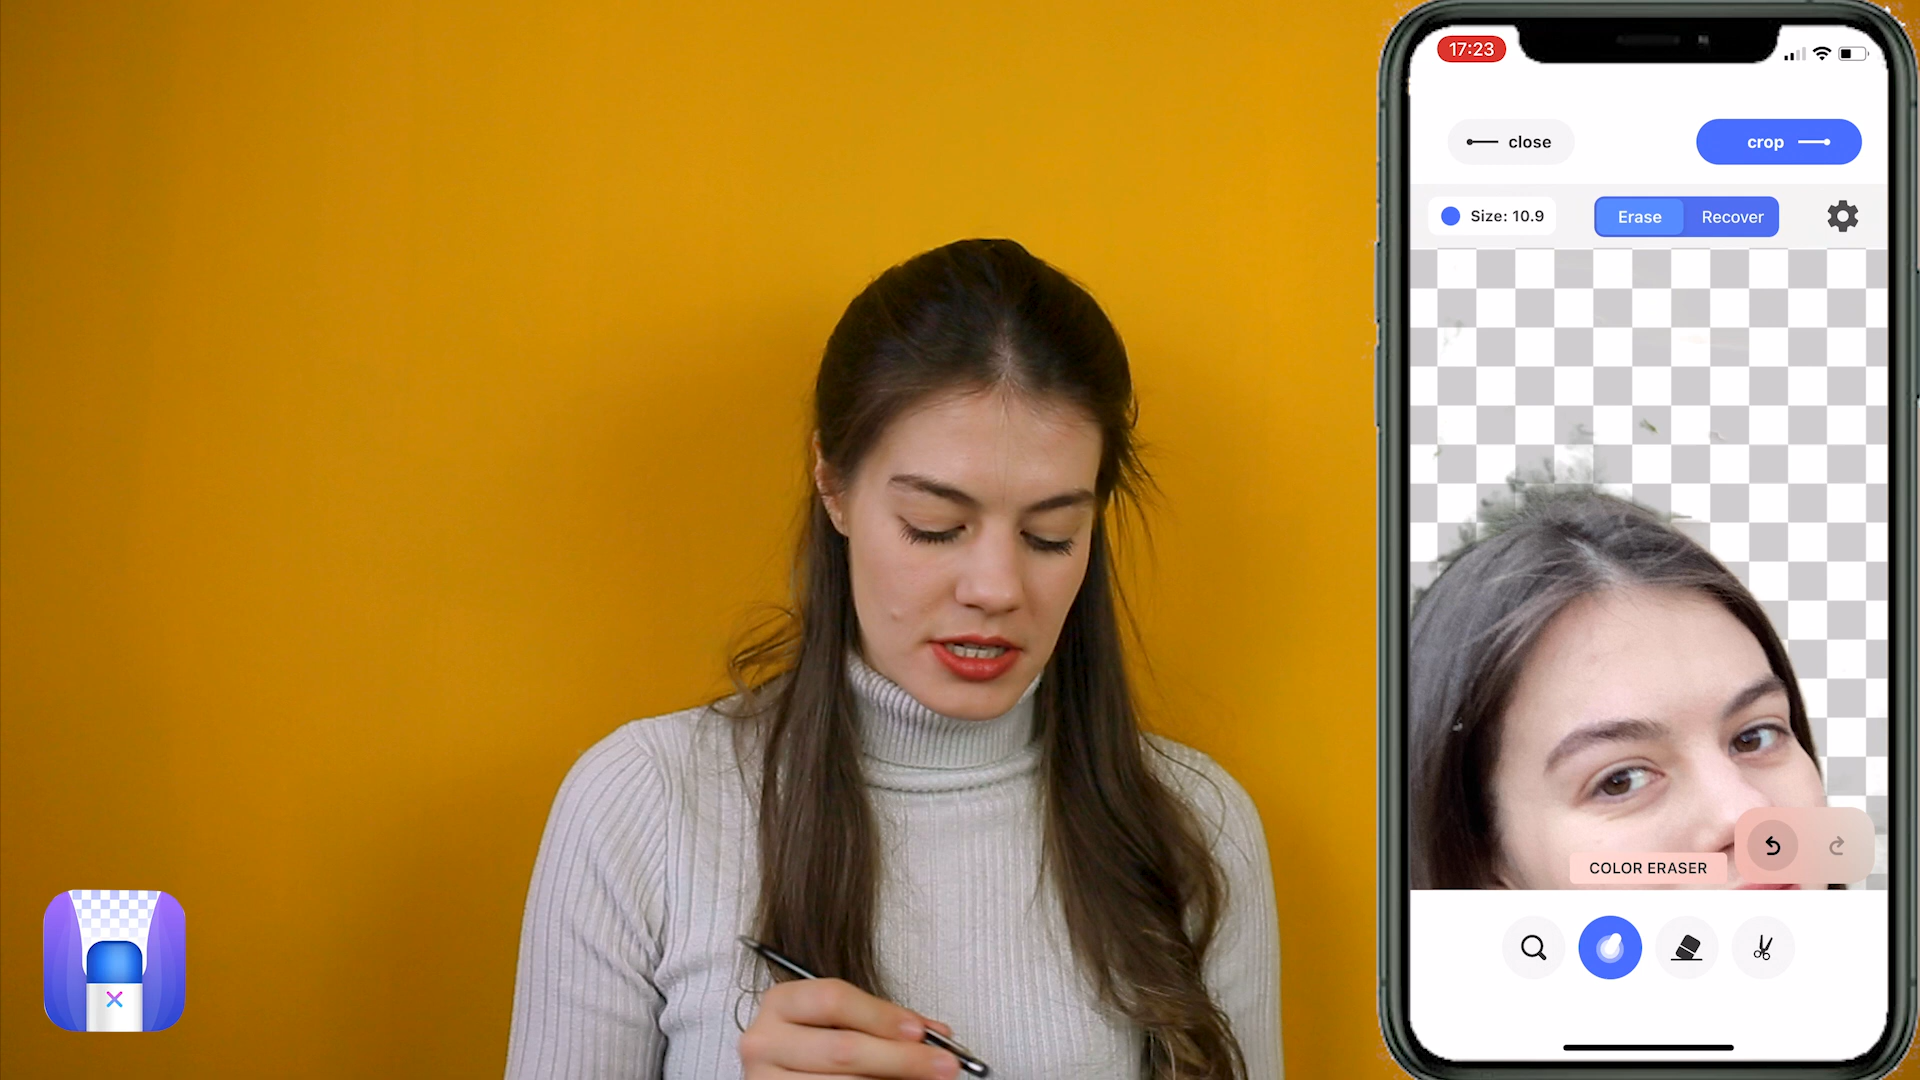 17:23
close
crop
Size: 10.9
Erase
Recover
COLOR ERASER